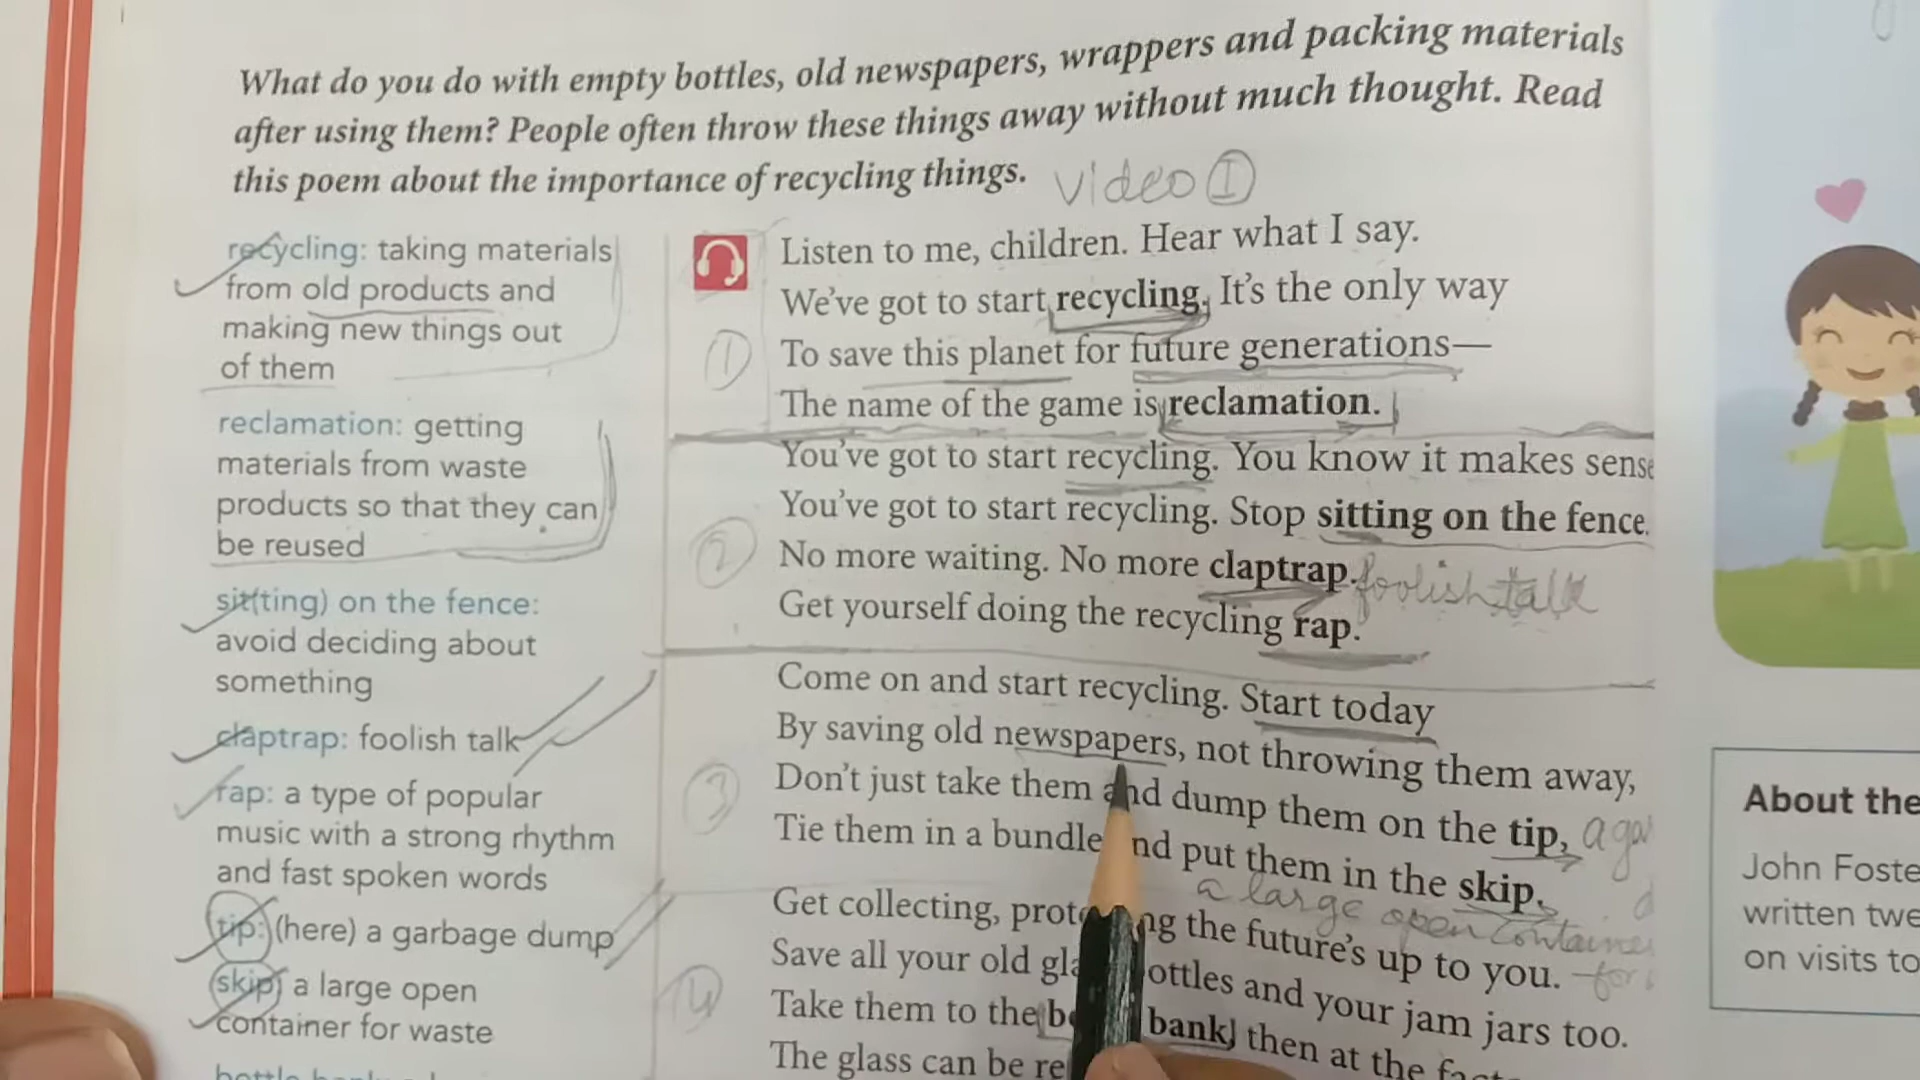 What do you do with empty bottles, old newspapers, wrappers and packing materials
after using them? People often throw these things away without much thought. Read
this poem about the importance of recycling things.
video I
recycling: taking materials
from old products and
making new things out
of them
reclamation: getting
materials from waste
products so that they can
be reused
sit(ting) on the fence:
avoid deciding about
something
claptrap: foolish talk
rap: a type of popular
music with a strong rhythm
and fast spoken words
tip: (here) a garbage dump
skip: a large open
container for waste
Listen to me, children. Hear what I say.
We've got to start recycling. It's the only way
1
To save this planet for future generations—
The name of the game is reclamation.
You've got to start recycling. You know it makes sense
You've got to start recycling. Stop sitting on the fence.
2
No more waiting. No more claptrap. foolish talk
Get yourself doing the recycling rap.
Come on and start recycling. Start today
By saving old newspapers, not throwing them away,
3
Don't just take them and dump them on the tip, a
Tie them in a bundle and put them in the skip.
a large open container
Get collecting, protecting the future's up to you. for
Save all your old glass bottles and your jam jars too.
4
Take them to the bank, then at the
The glass can be
About the
John Foste
written twe
on visits to